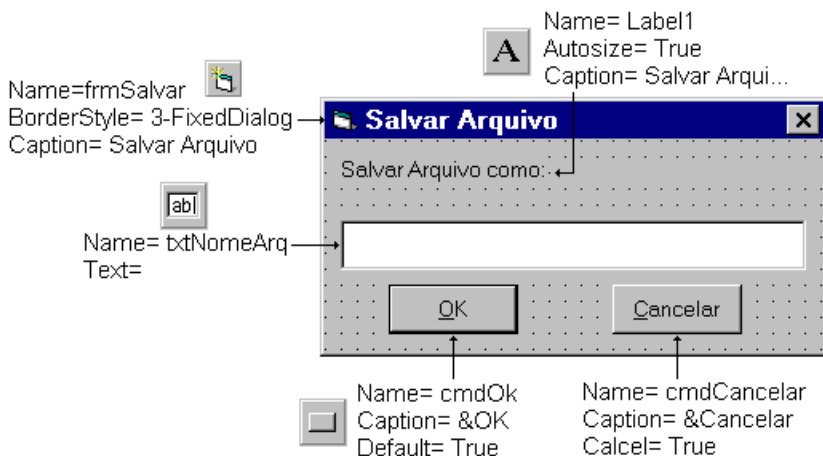 Name= Label1
A
Autosize= True
Caption= Salvar Arqui...
Name=frmSalvar
BorderStyle= 3-FixedDialog
Caption= Salvar Arquivo
Salvar Arquivo
Salvar Arquivo como:
ab
Name= txtNomeArq
Text=
OK
Cancelar
Name= cmdOk
Caption= &OK
Default= True
Name= cmdCancelar
Caption= &Cancelar
Calcel= True